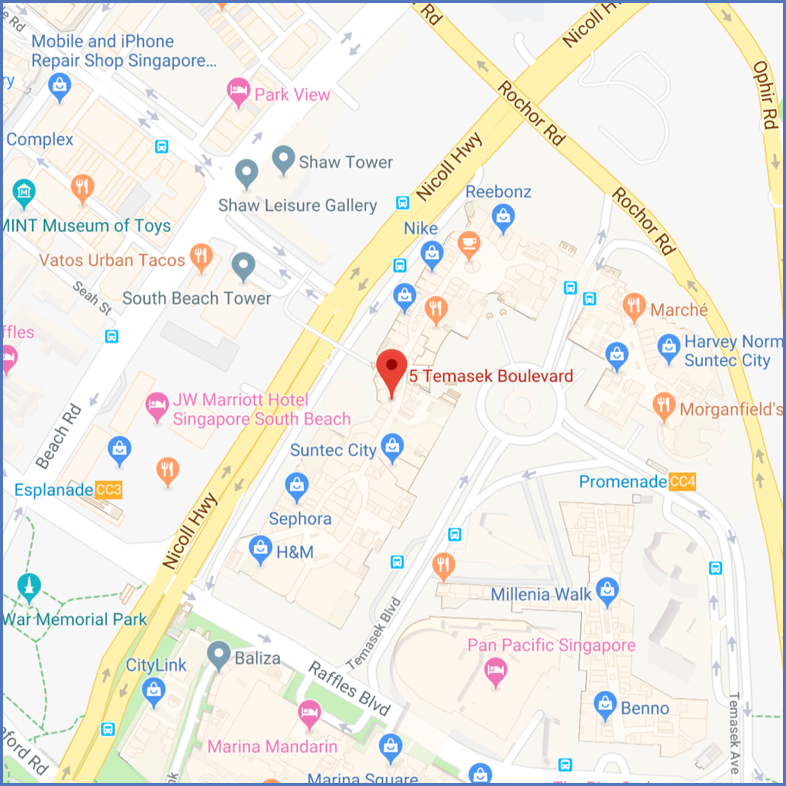 Rd
Nicoll H
Mobile and iPhone
Repair Shop Singapore...
ry
Park View
Ophir Rd
Rochor Rd
Complex
Shaw Tower
Nicoll Hwy
Shaw Leisure Gallery
Reebonz
Rochor Rd
MINT Museum of Toys
Nike
Vatos Urban Tacos
Seah St
South Beach Tower
Marché
ffles
Harvey Norm
Suntec City
5 Temasek Boulevard
JW Marriott Hotel
Singapore South Beach
Morganfield's
Beach Rd
Suntec City
Esplanade CC3
Promenade CC4
Nicoll Hwy
Sephora
H&M
Millenia Walk
War Memorial Park
Temasek Blvd
Pan Pacific Singapore
CityLink
Baliza
Raffles Blvd
Benno
Temasek Ave
Marina Mandarin
ford Rd
nk
Marina Square